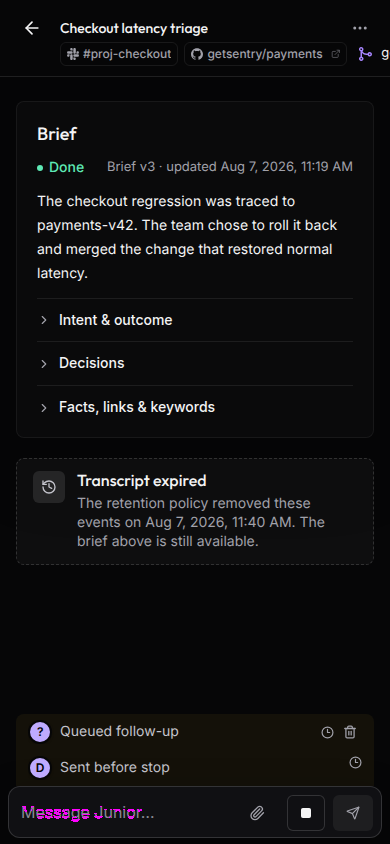 Checkout latency triage
#proj-checkout getsentry/payments g
Brief
Done Brief v3 · updated Aug 7, 2026, 11:19 AM
The checkout regression was traced to
payments-v42. The team chose to roll it back
and merged the change that restored normal
latency.
Intent & outcome
Decisions
Facts, links & keywords
Transcript expired
The retention policy removed these
events on Aug 7, 2026, 11:40 AM. The
brief above is still available.
? Queued follow-up
D Sent before stop
Message Junior...